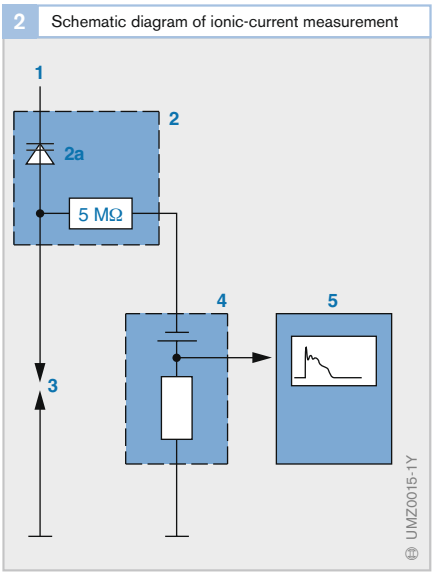 2 Schematic diagram of ionic-current measurement
1
2
2a
5 MΩ
4
5
3
UMZ0015-1Y